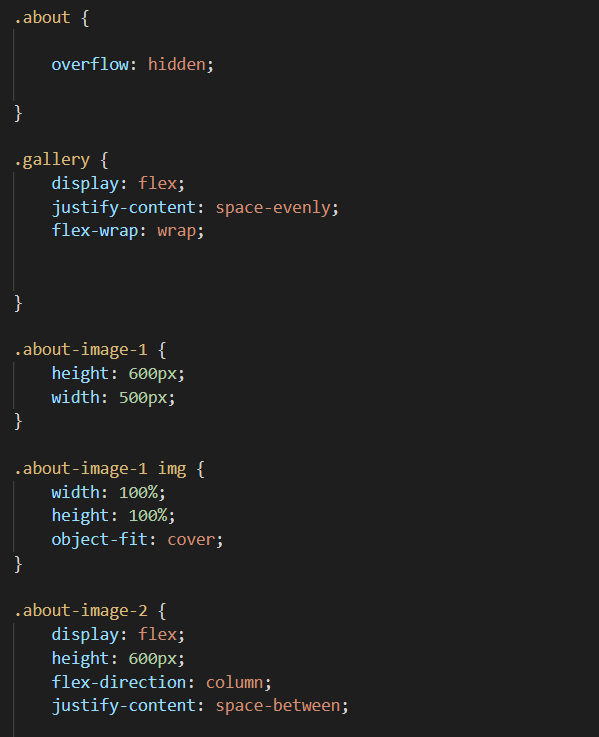 .about {
overflow: hidden;
}
.gallery {
display: flex;
justify-content: space-evenly;
flex-wrap: wrap;
}
.about-image-1 {
height: 600px;
width: 500px;
}
.about-image-1 img {
width: 100%;
height: 100%;
object-fit: cover;
}
.about-image-2 {
display: flex;
height: 600px;
flex-direction: column;
justify-content: space-between;